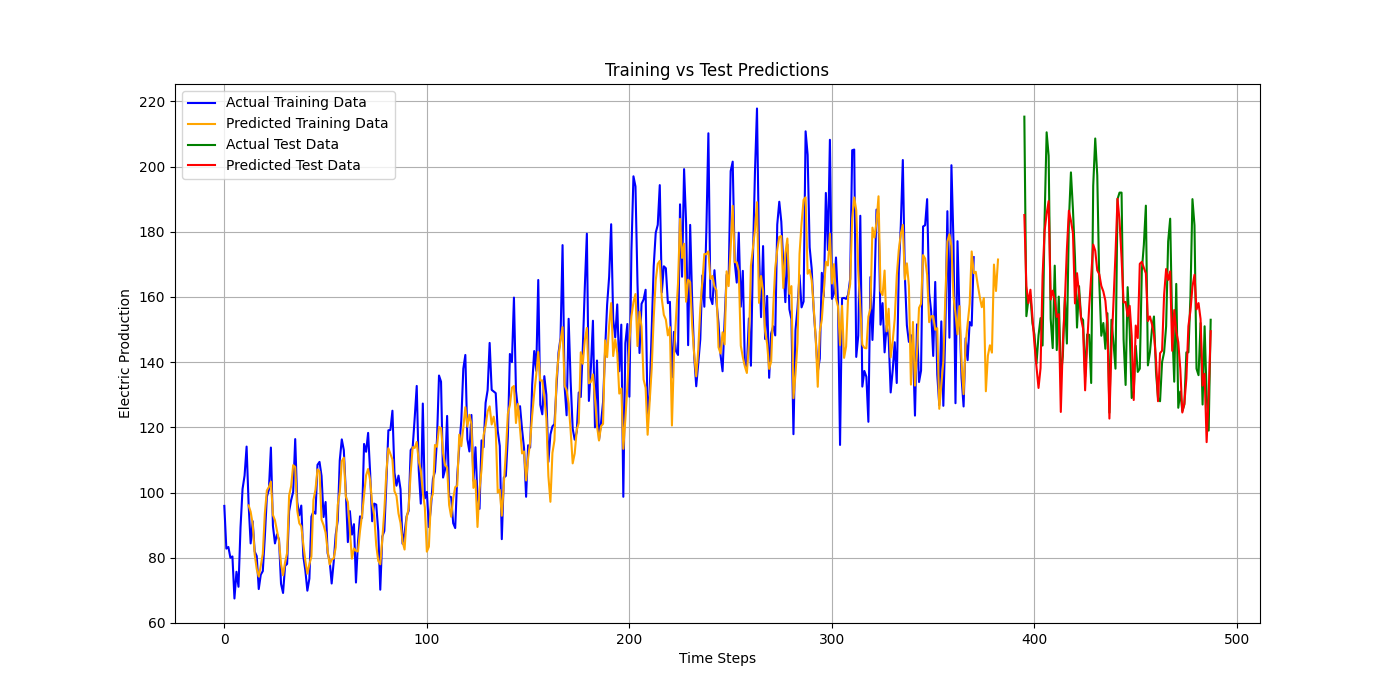 Training vs Test Predictions
Actual Training Data
Predicted Training Data
Actual Test Data
Predicted Test Data
Electric Production
220
200
180
160
140
120
100
80
60
0
100
200
300
400
500
Time Steps